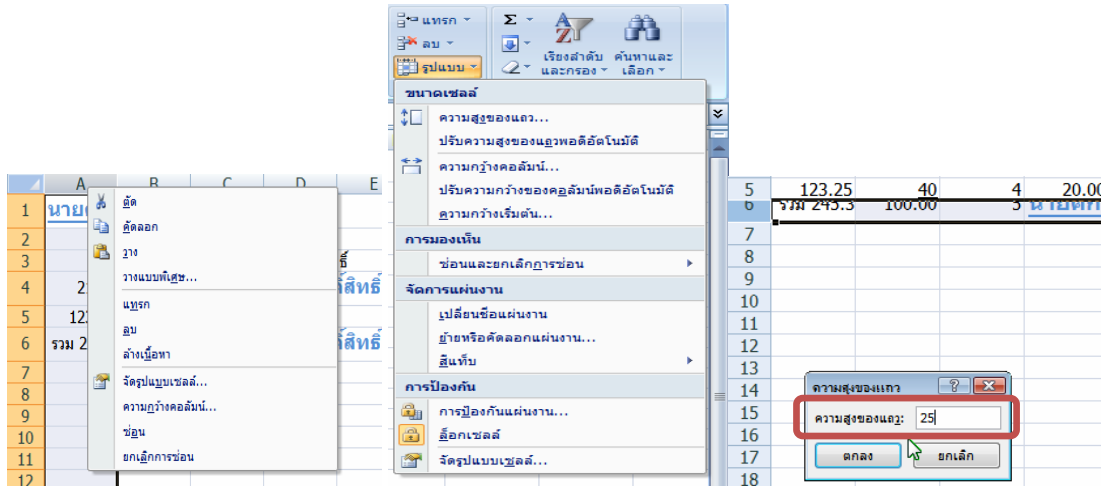 แทรก
ลบ
รูปแบบ
Σ
เรียงลำดับ
และกรอง
ค้นหาและ
เลือก
ขนาดเซลล์
ความสูงของแถว...
ปรับความสูงของแถวพอดีอัตโนมัติ
ความกว้างคอลัมน์...
ปรับความกว้างของคอลัมน์พอดีอัตโนมัติ
ความกว้างเริ่มต้น...
การมองเห็น
ซ่อนและยกเลิกการซ่อน
จัดการแผ่นงาน
เปลี่ยนชื่อแผ่นงาน
ย้ายหรือคัดลอกแผ่นงาน...
สีแท็บ
การป้องกัน
การป้องกันแผ่นงาน...
ล็อกเซลล์
จัดรูปแบบเซลล์...
A B C D E
1
2
3
4
5
6 รวม 2
7
8
9
10
11
12
ตัด
คัดลอก
วาง
วางแบบพิเศษ...
แทรก
ลบ
ล้างเนื้อหา
จัดรูปแบบเซลล์...
ความกว้างคอลัมน์...
ซ่อน
ยกเลิกการซ่อน
5 123.25 40 4 20.00
6 รวม 245.3 100.00 3
7
8
9
10
11
12
13
14
15
16
17
18
ความสูงของแถว
ความสูงของแถว: 25
ตกลง ยกเลิก